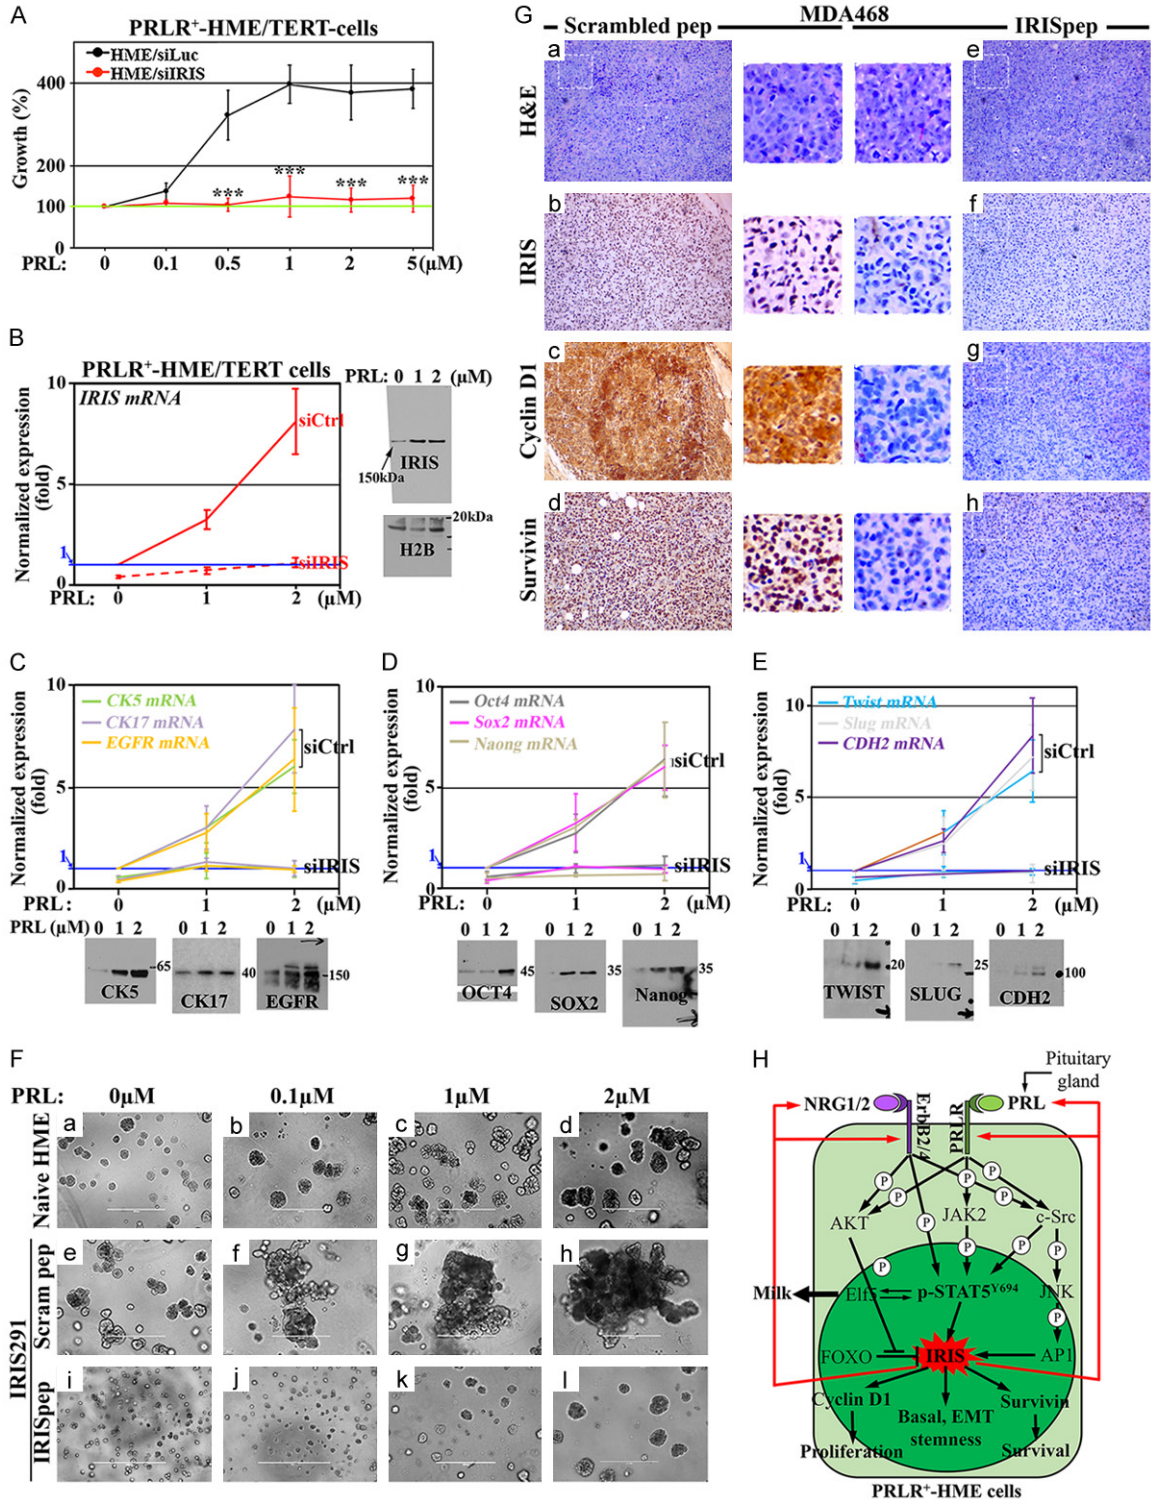 A
PRLR⁺-HME/TERT-cells
HME/siLuc
HME/siIRIS
Growth (%)
400
200
100
0
*** *** *** ***
PRL: 0 0.1 0.5 1 2 5 (μM)
B
PRLR⁺-HME/TERT cells
IRIS mRNA
Normalized expression (fold)
10
5
1
0
siCtrl
siIRIS
PRL: 0 1 2 (μM)
PRL: 0 1 2 (μM)
150kDa
IRIS
20kDa
H2B
C
CK5 mRNA
CK17 mRNA
EGFR mRNA
Normalized expression (fold)
10
5
1
0
siCtrl
siIRIS
PRL: 0 1 2 (μM)
PRL (μM) 0 1 2 0 1 2 0 1 2
65
CK5
40
CK17
150
EGFR
D
Oct4 mRNA
Sox2 mRNA
Naong mRNA
Normalized expression (fold)
10
5
1
0
siCtrl
siIRIS
PRL: 0 1 2 (μM)
0 1 2 0 1 2 0 1 2
45
OCT4
35
SOX2
35
Nanog
E
Twist mRNA
Slug mRNA
CDH2 mRNA
Normalized expression (fold)
10
5
1
0
siCtrl
siIRIS
PRL: 0 1 2 (μM)
0 1 2 0 1 2 0 1 2
20
TWIST
25
SLUG
100
CDH2
F
PRL: 0μM 0.1μM 1μM 2μM
Naive HME
a b c d
IRIS291
Scram pep
e f g h
IRISpep
i j k l
G
MDA468
Scrambled pep IRISpep
H&E
a e
IRIS
b f
Cyclin D1
c g
Survivin
d h
H
Pituitary gland
NRG1/2
ErbB2/4
PRLR
PRL
P P P P
AKT
JAK2
c-Src
P P P P
P
Milk
Elf5
p-STAT5Y694
JNK
P
FOXO
IRIS
AP1
Cyclin D1
Basal, EMT stemness
Survivin
Proliferation
Survival
PRLR⁺-HME cells